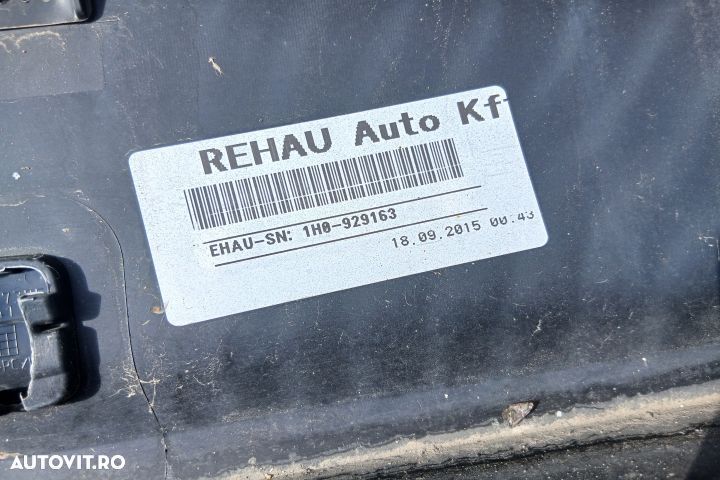 REHAU Auto Kf
EHAU-SN: 1H0-929163
18.09.2015 00:43
AUTOVIT.RO